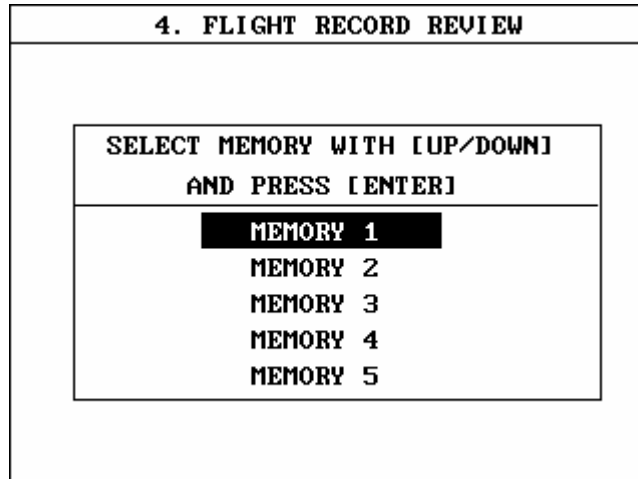 4. FLIGHT RECORD REVIEW
SELECT MEMORY WITH [UP/DOWN]
AND PRESS [ENTER]
MEMORY 1
MEMORY 2
MEMORY 3
MEMORY 4
MEMORY 5